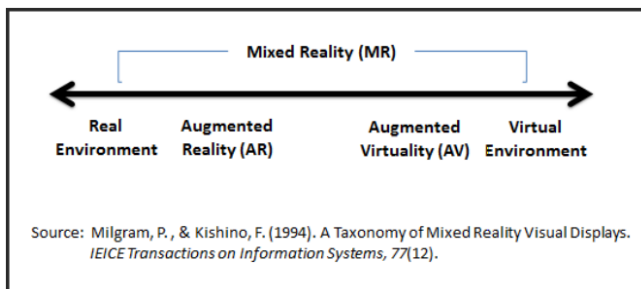 Mixed Reality (MR)
Real Environment
Augmented Reality (AR)
Augmented Virtuality (AV)
Virtual Environment
Source: Milgram, P., & Kishino, F. (1994). A Taxonomy of Mixed Reality Visual Displays.
IEICE Transactions on Information Systems, 77(12).